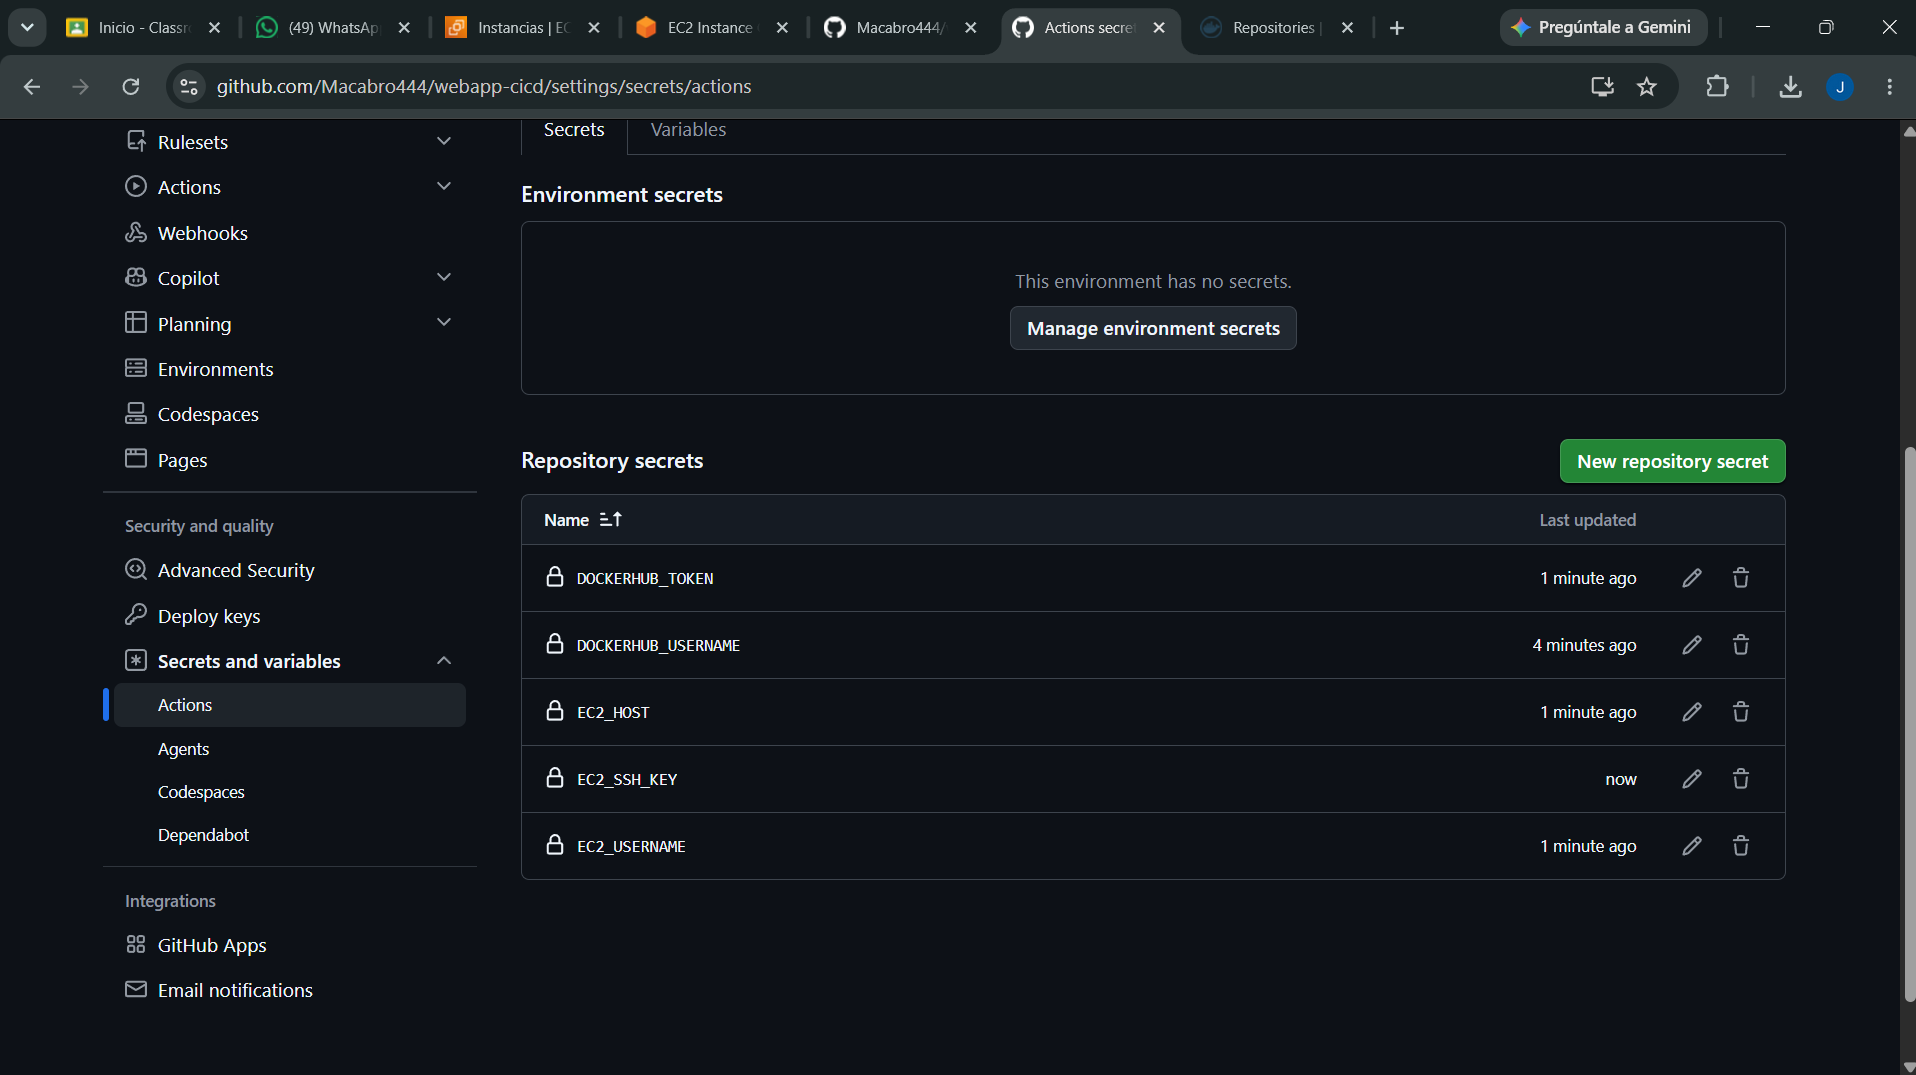 Inicio - Classr
(49) WhatsAp
Instancias | EC
EC2 Instance
Macabro444/
Actions secret
Repositories |
Pregúntale a Gemini
github.com/Macabro444/webapp-cicd/settings/secrets/actions
J
Rulesets
Actions
Webhooks
Copilot
Planning
Environments
Codespaces
Pages
Security and quality
Advanced Security
Deploy keys
Secrets and variables
Actions
Agents
Codespaces
Dependabot
Integrations
GitHub Apps
Email notifications
Secrets
Variables
Environment secrets
This environment has no secrets.
Manage environment secrets
Repository secrets
New repository secret
Name
Last updated
DOCKERHUB_TOKEN
1 minute ago
DOCKERHUB_USERNAME
4 minutes ago
EC2_HOST
1 minute ago
EC2_SSH_KEY
now
EC2_USERNAME
1 minute ago